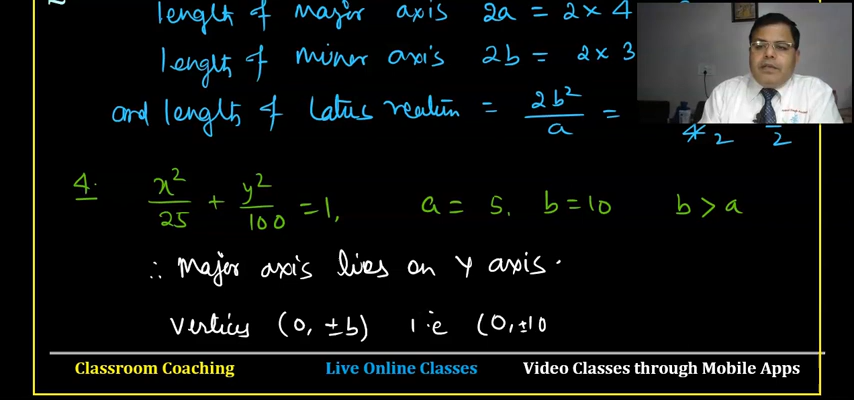 length of major axis 2a = 2 × 4
length of minor axis 2b = 2 × 3
and length of Latus rectum = 2b²/a =
4 2 2
4. x²/25 + y²/100 = 1, a = 5. b = 10 b > a
∴ Major axis lies on Y axis.
Vertices (0, ±b) i.e (0, ±10
Classroom Coaching Live Online Classes Video Classes through Mobile Apps